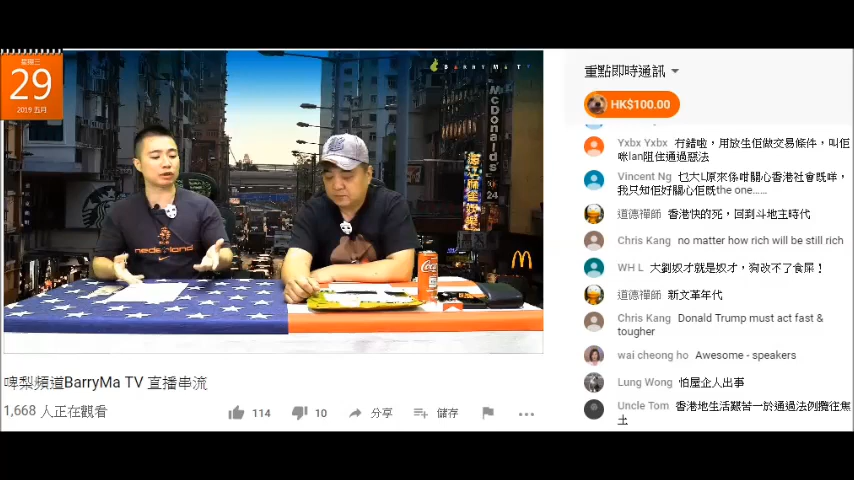 星期三
29
2019 五月
BARRYMA TV
McDonald's
24
nederland
啤梨頻道BarryMa TV 直播串流
1,668 人正在觀看
114
10
分享
儲存
重點即時通訊
HK$100.00
Yxbx Yxbx 冇錯啦，用放生佢做交易條件，叫佢
咪lan阻住通過惡法
Vincent Ng 乜大L原來係咁關心香港社會既咩，
我只知佢好關心佢既the one......
道德禪師 香港快的死，回到斗地主時代
Chris Kang no matter how rich will be still rich
WH L 大劉奴才就是奴才，狗改不了食屎！
道德禪師 新文革年代
Chris Kang Donald Trump must act fast &
tougher
wai cheong ho Awesome - speakers
Lung Wong 怕屋企人出事
Uncle Tom 香港地生活艱苦一於通過法例攬往焦
土